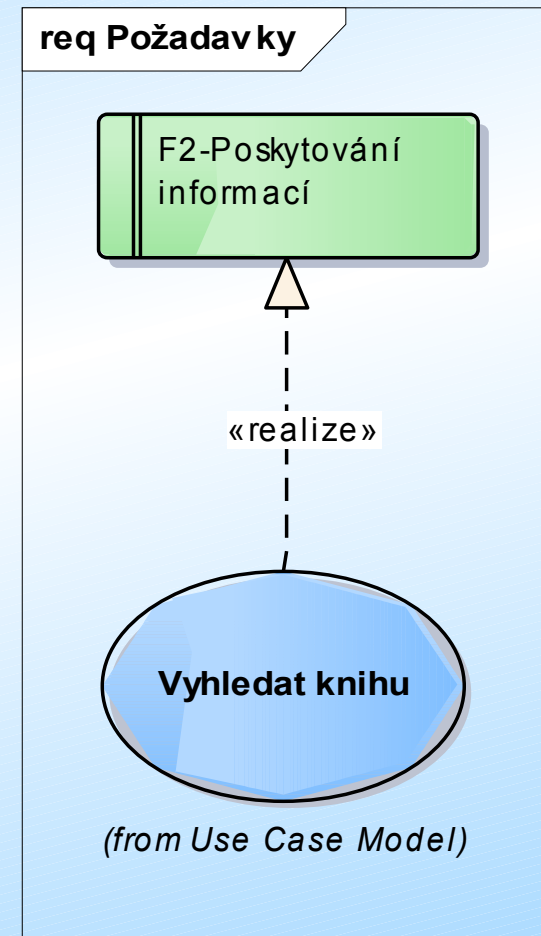 req Požadavky
F2-Poskytování
informací
«realize»
Vyhledat knihu
(from Use Case Model)